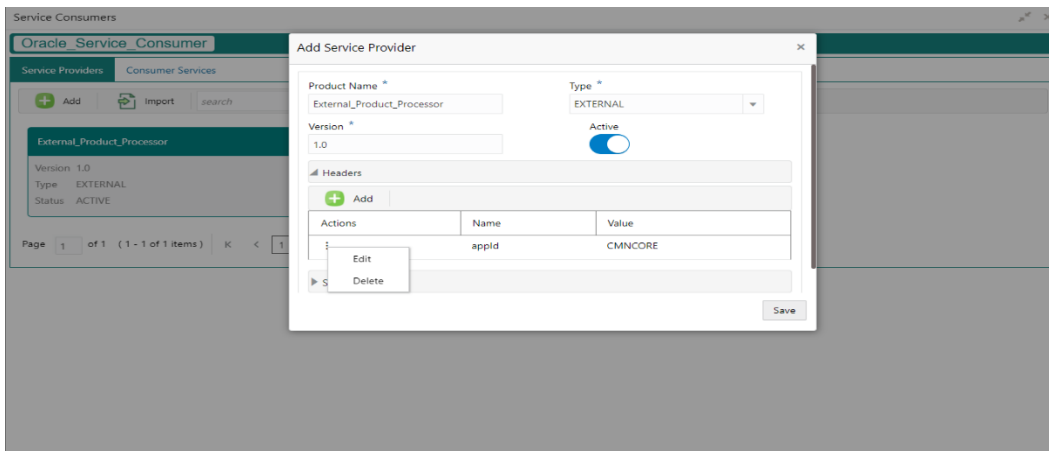 Service Consumers
Oracle_Service_Consumer
Service Providers Consumer Services
Add Import search
External_Product_Processor
Version 1.0
Type EXTERNAL
Status ACTIVE
Page 1 of 1 (1 - 1 of 1 items) K < 1
Add Service Provider ×
Product Name * Type *
External_Product_Processor EXTERNAL
Version * Active
1.0
Headers
Add
Actions Name Value
appId CMNCORE
Edit
Delete
S
Save